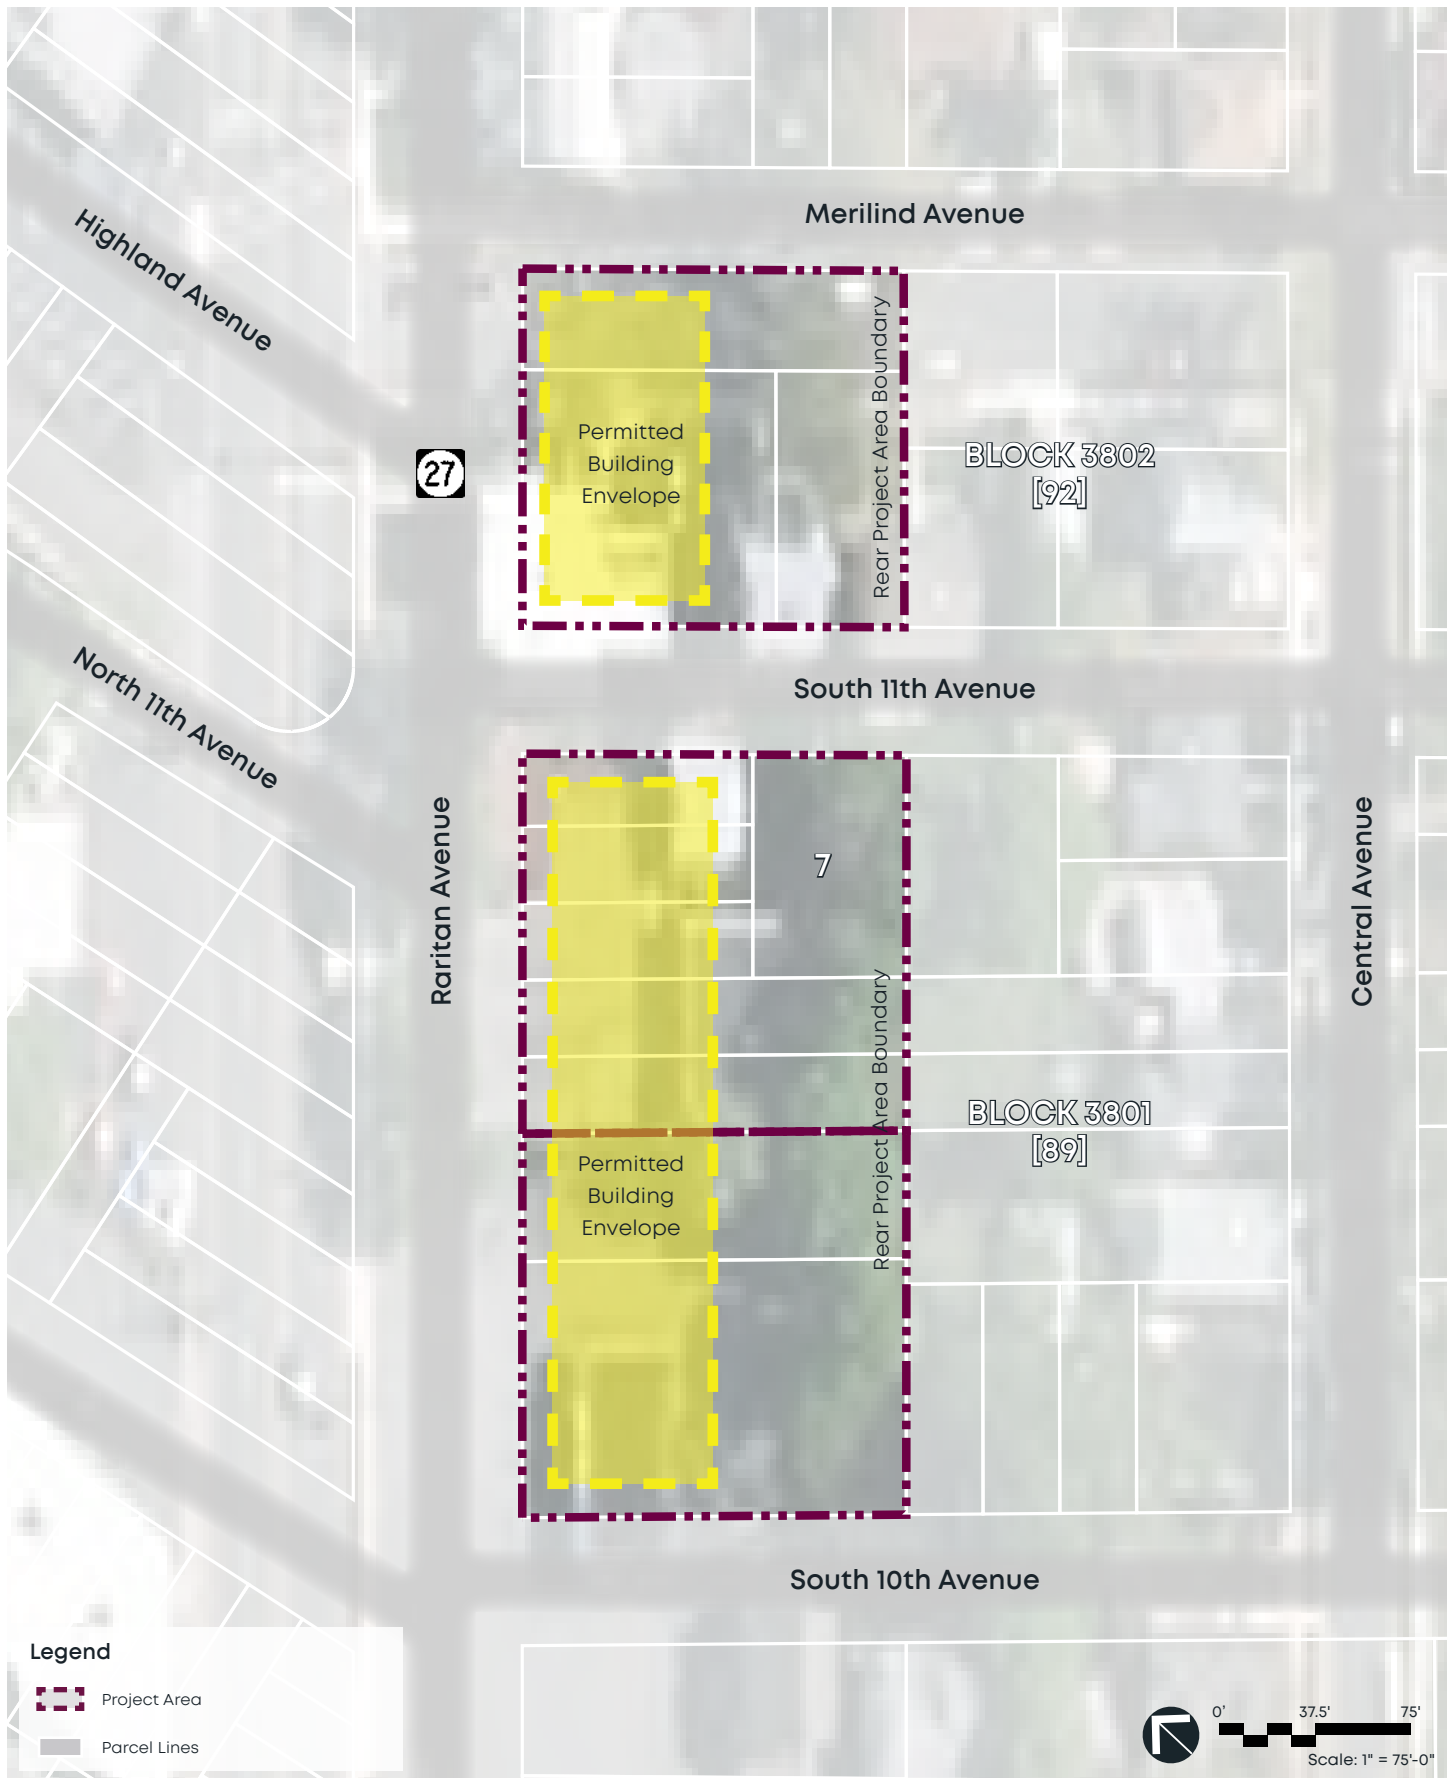 Merilind Avenue
Highland Avenue
Rear Project Area Boundary
Permitted
Building
Envelope
BLOCK 3802
[92]
27
North 11th Avenue
South 11th Avenue
Raritan Avenue
7
Central Avenue
Rear Project Area Boundary
BLOCK 3801
[89]
Permitted
Building
Envelope
South 10th Avenue
Legend
Project Area
Parcel Lines
0' 37.5' 75'
Scale: 1" = 75'-0"